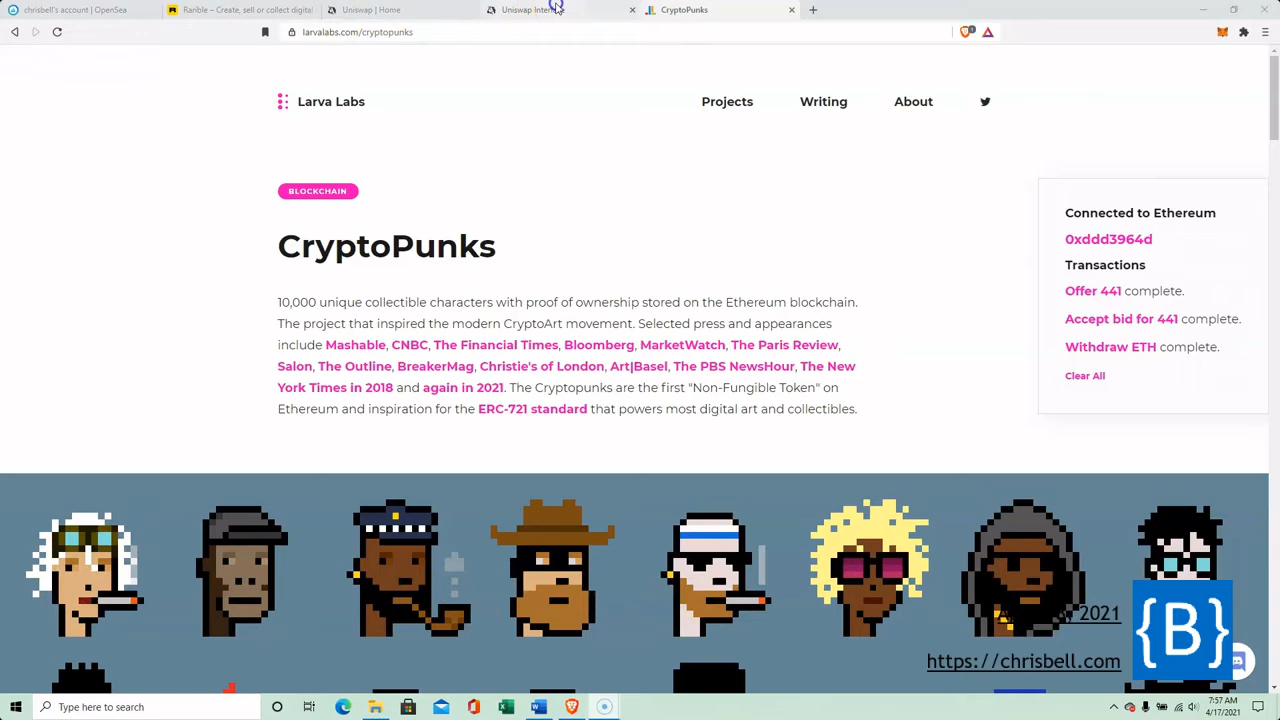 chrisbell's account | OpenSea
Rarible – Create, sell or collect digital
Uniswap | Home
Uniswap
CryptoPunks
larvalabs.com/cryptopunks
Larva Labs
Projects
Writing
About
BLOCKCHAIN
CryptoPunks
10,000 unique collectible characters with proof of ownership stored on the Ethereum blockchain.
The project that inspired the modern CryptoArt movement. Selected press and appearances
include Mashable, CNBC, The Financial Times, Bloomberg, MarketWatch, The Paris Review,
Salon, The Outline, BreakerMag, Christie's of London, Art|Basel, The PBS NewsHour, The New
York Times in 2018 and again in 2021. The Cryptopunks are the first "Non-Fungible Token" on
Ethereum and inspiration for the ERC-721 standard that powers most digital art and collectibles.
Connected to Ethereum
0xddd3964d
Transactions
Offer 441 complete.
Accept bid for 441 complete.
Withdraw ETH complete.
Clear All
2021
https://chrisbell.com
{B}
Type here to search
7:57 AM
4/17/2021